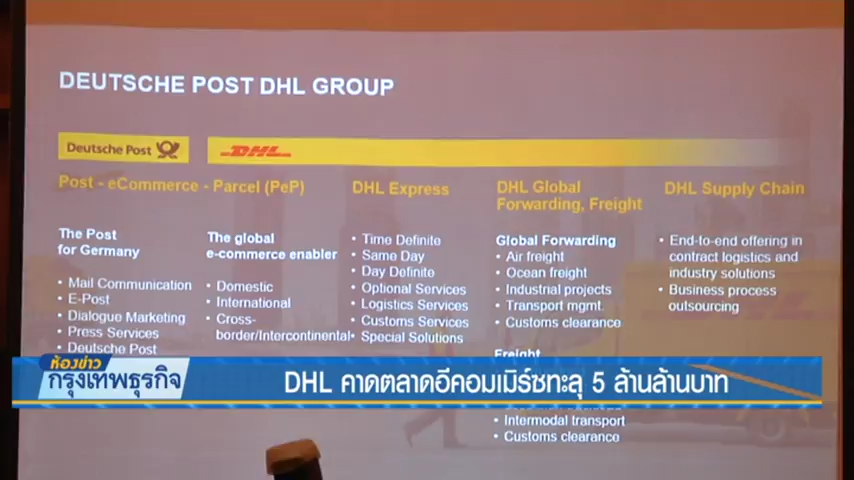 DEUTSCHE POST DHL GROUP
Deutsche Post
DHL
Post - eCommerce - Parcel (PeP)
The Post
for Germany
• Mail Communication
• E-Post
• Dialogue Marketing
• Press Services
• Deutsche Post
The global
e-commerce enabler
• Domestic
• International
• Cross-
border/Intercontinental
DHL Express
• Time Definite
• Same Day
• Day Definite
• Optional Services
• Logistics Services
• Customs Services
• Special Solutions
DHL Global
Forwarding, Freight
Global Forwarding
• Air freight
• Ocean freight
• Industrial projects
• Transport mgmt.
• Customs clearance
Freight
• Intermodal transport
• Customs clearance
DHL Supply Chain
• End-to-end offering in
contract logistics and
industry solutions
• Business process
outsourcing
ห้องข่าว
กรุงเทพธุรกิจ
DHL คาดตลาดอีคอมเมิร์ซทะลุ 5 ล้านล้านบาท